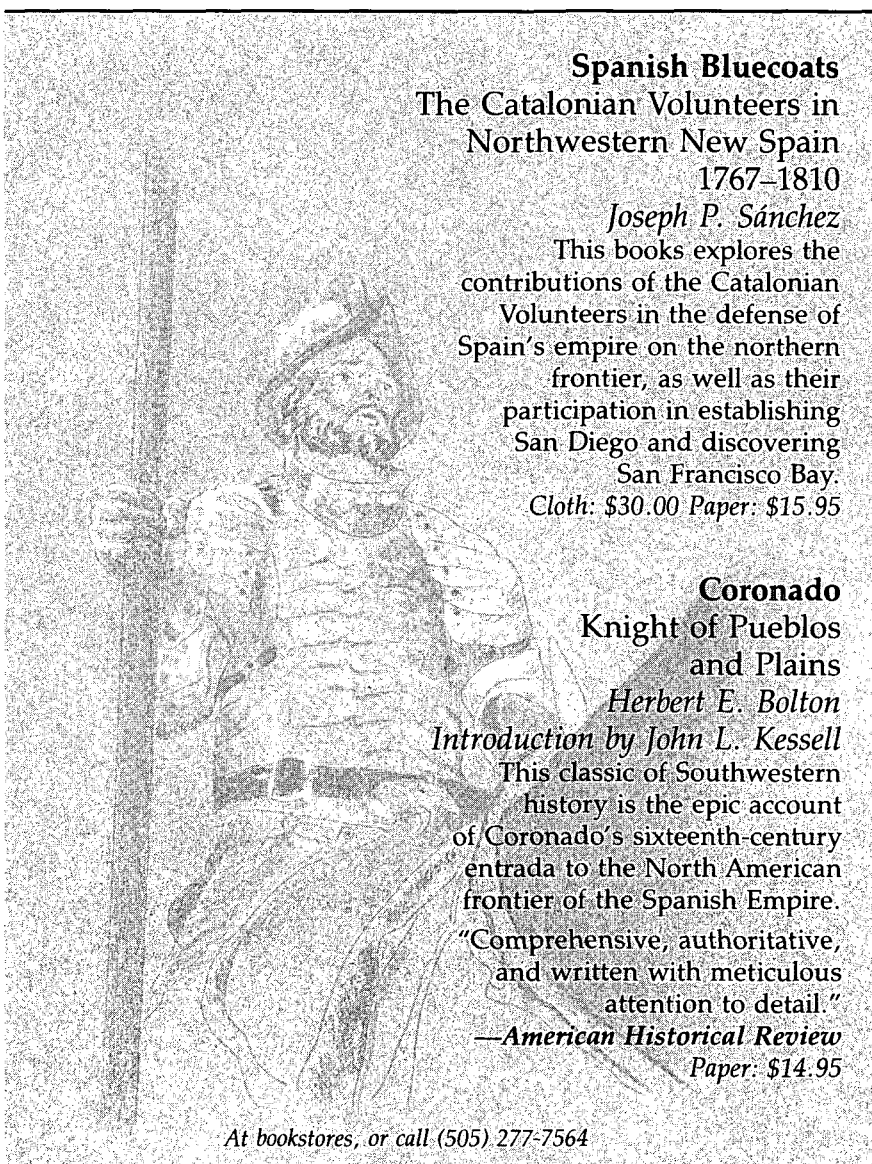 Spanish Bluecoats
The Catalonian Volunteers in
Northwestern New Spain
1767–1810
Joseph P. Sánchez
This books explores the
contributions of the Catalonian
Volunteers in the defense of
Spain's empire on the northern
frontier, as well as their
participation in establishing
San Diego and discovering
San Francisco Bay.
Cloth: $30.00 Paper: $15.95
Coronado
Knight of Pueblos
and Plains
Herbert E. Bolton
Introduction by John L. Kessell
This classic of Southwestern
history is the epic account
of Coronado's sixteenth-century
entrada to the North American
frontier of the Spanish Empire.
"Comprehensive, authoritative,
and written with meticulous
attention to detail."
—American Historical Review
Paper: $14.95
At bookstores, or call (505) 277-7564